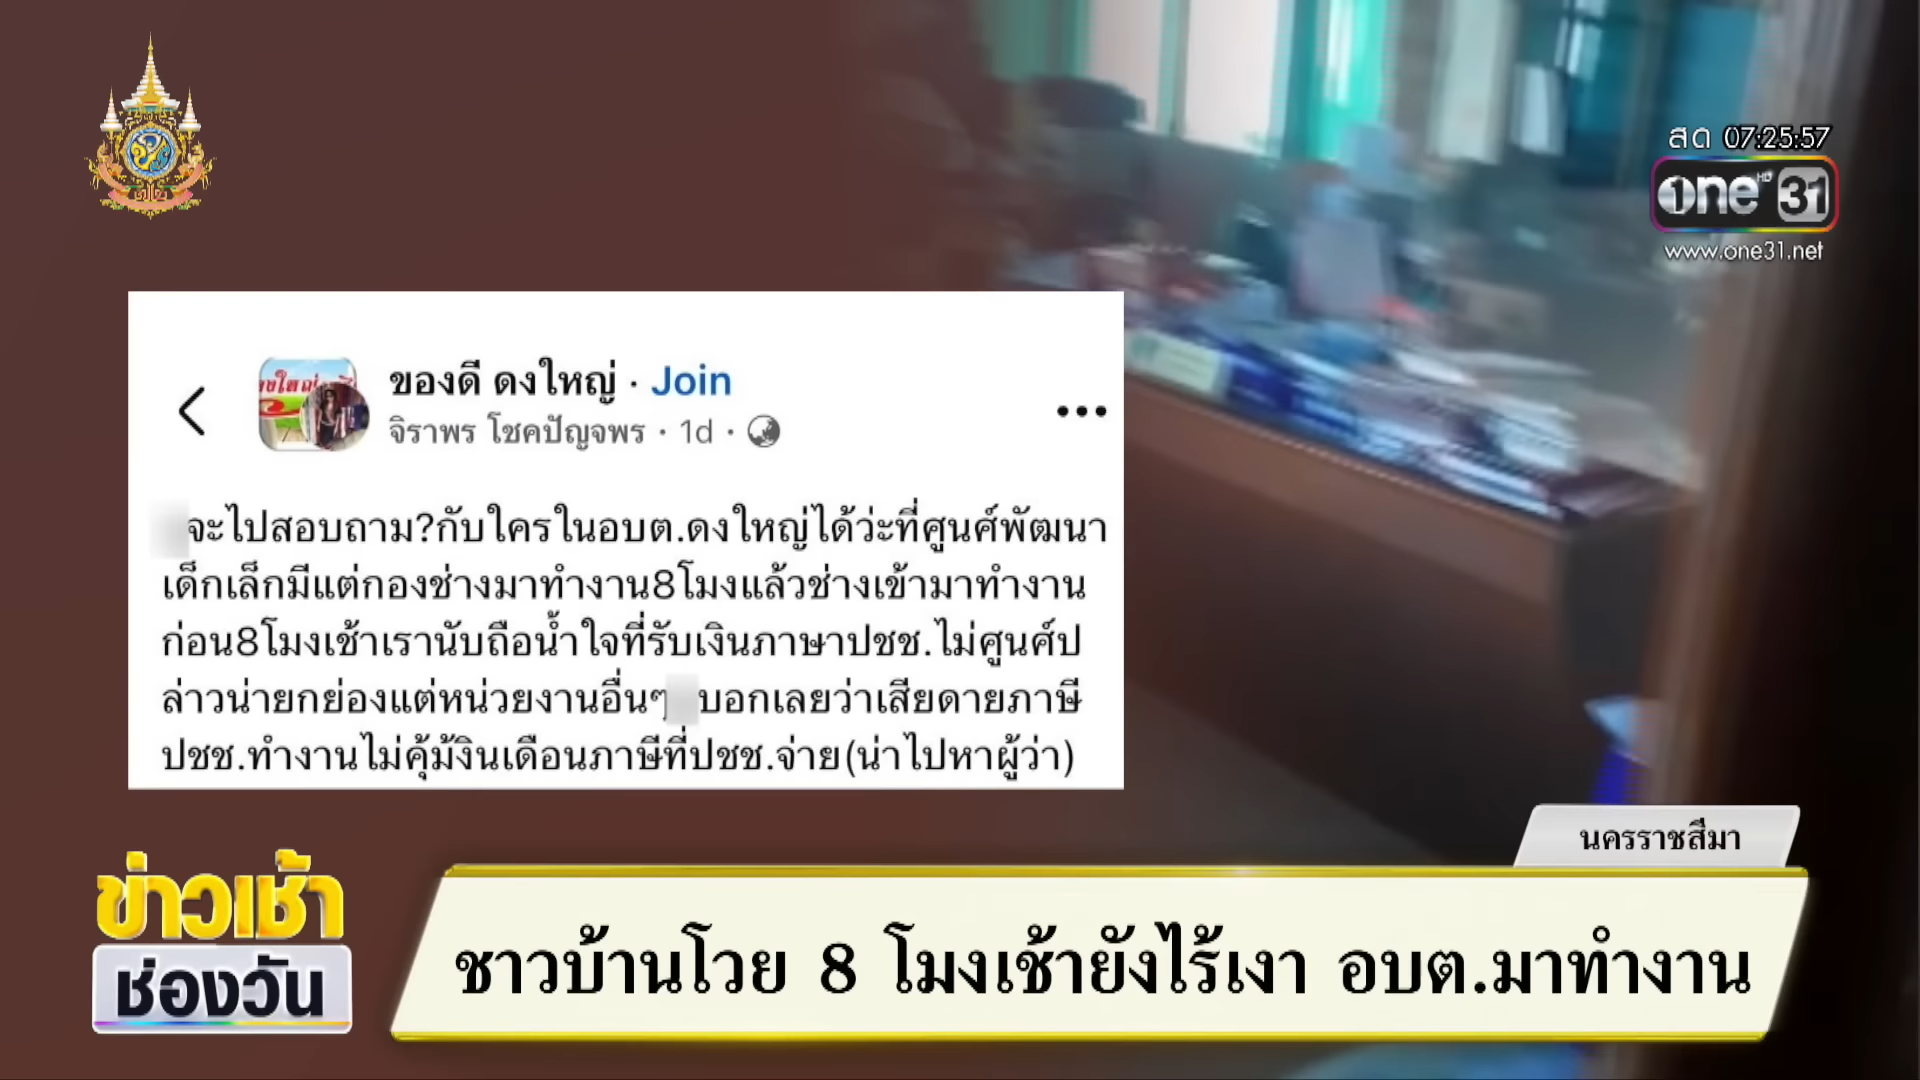 สด 07:25:57
one HD 31
www.one31.net
ของดี ดงใหญ่ · Join
จิราพร โชคปัญจพร · 1d ·
จะไปสอบถาม?กับใครในอบต.ดงใหญ่ได้ว่ะที่ศูนศ์พัฒนา
เด็กเล็กมีแต่กองช่างมาทำงาน8โมงแล้วช่างเข้ามาทำงาน
ก่อน8โมงเช้าเรานับถือน้ำใจที่รับเงินภาษาปชช.ไม่ศูนศ์ป
ล่าวน่ายกย่องแต่หน่วยงานอื่นๆ บอกเลยว่าเสียดายภาษี
ปชช.ทำงานไม่คุ้ม้งินเดือนภาษีที่ปชช.จ่าย(น่าไปหาผู้ว่า)
นครราชสีมา
ข่าวเช้า
ช่องวัน
ชาวบ้านโวย 8 โมงเช้ายังไร้เงา อบต.มาทำงาน